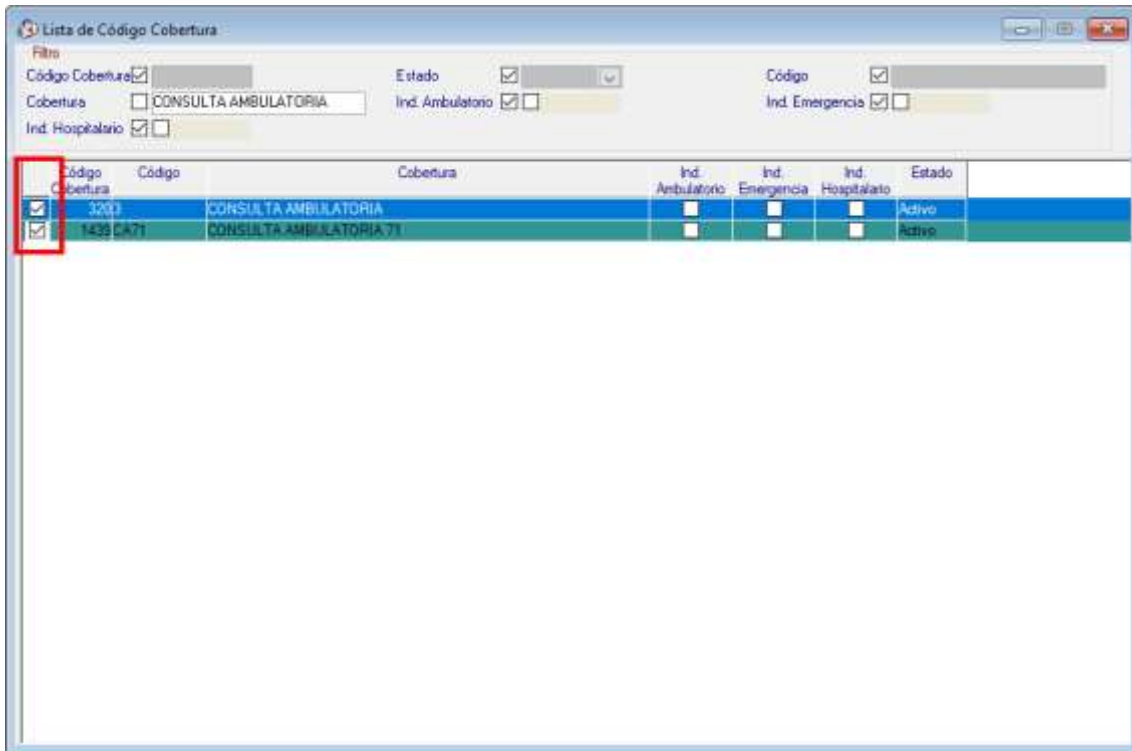 Lista de Código Cobertura
Filtro
Código Cobertura Estado Código
Cobertura CONSULTA AMBULATORIA Ind. Ambulatorio Ind. Emergencia
Ind. Hospitalario
Código Cobertura Código Cobertura Ind. Ambulatorio Ind. Emergencia Ind. Hospitalario Estado
320 3 CONSULTA AMBULATORIA Activo
1439 CA71 CONSULTA AMBULATORIA 71 Activo